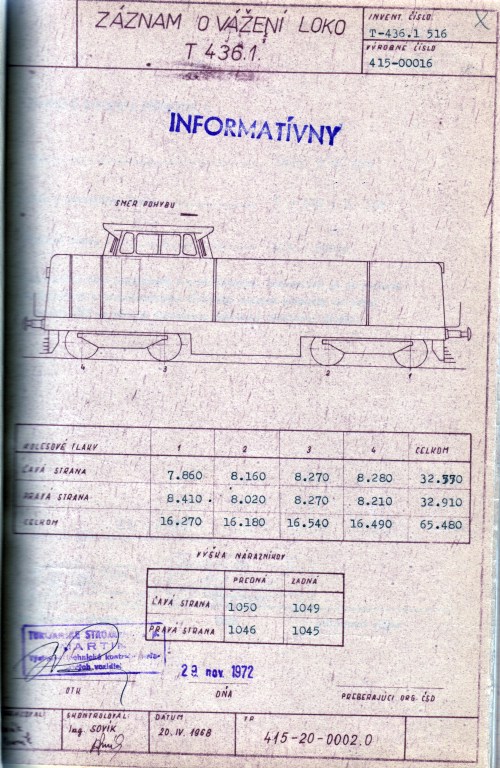 ZÁZNAM O VÁŽENÍ LOKO
T 436.1
INVENT. ČÍSLO
T-436.1 516
VÝROBNÉ ČÍSLO
415-00016
INFORMATÍVNY
SMER POHYBU
4 3 2 1
KOLESOVÉ TLAKY 1 2 3 4 CELKOM
ĽAVÁ STRANA 7.860 8.160 8.270 8.280 32.570
PRAVÁ STRANA 8.410 8.020 8.270 8.210 32.910
CELKOM 16.270 16.180 16.540 16.490 65.480
VÝŠKA NÁRAZNÍKOV
PREDNÁ ZADNÁ
ĽAVÁ STRANA 1050 1049
PRAVÁ STRANA 1046 1045
MARTIN
29 nov. 1972
OTK DŇA PREBERAJÚCI ORG. ČSD
SKONTROLOVAL: DÁTUM
Ing. SOVÍK 20. IV. 1968 415-20-0002.0